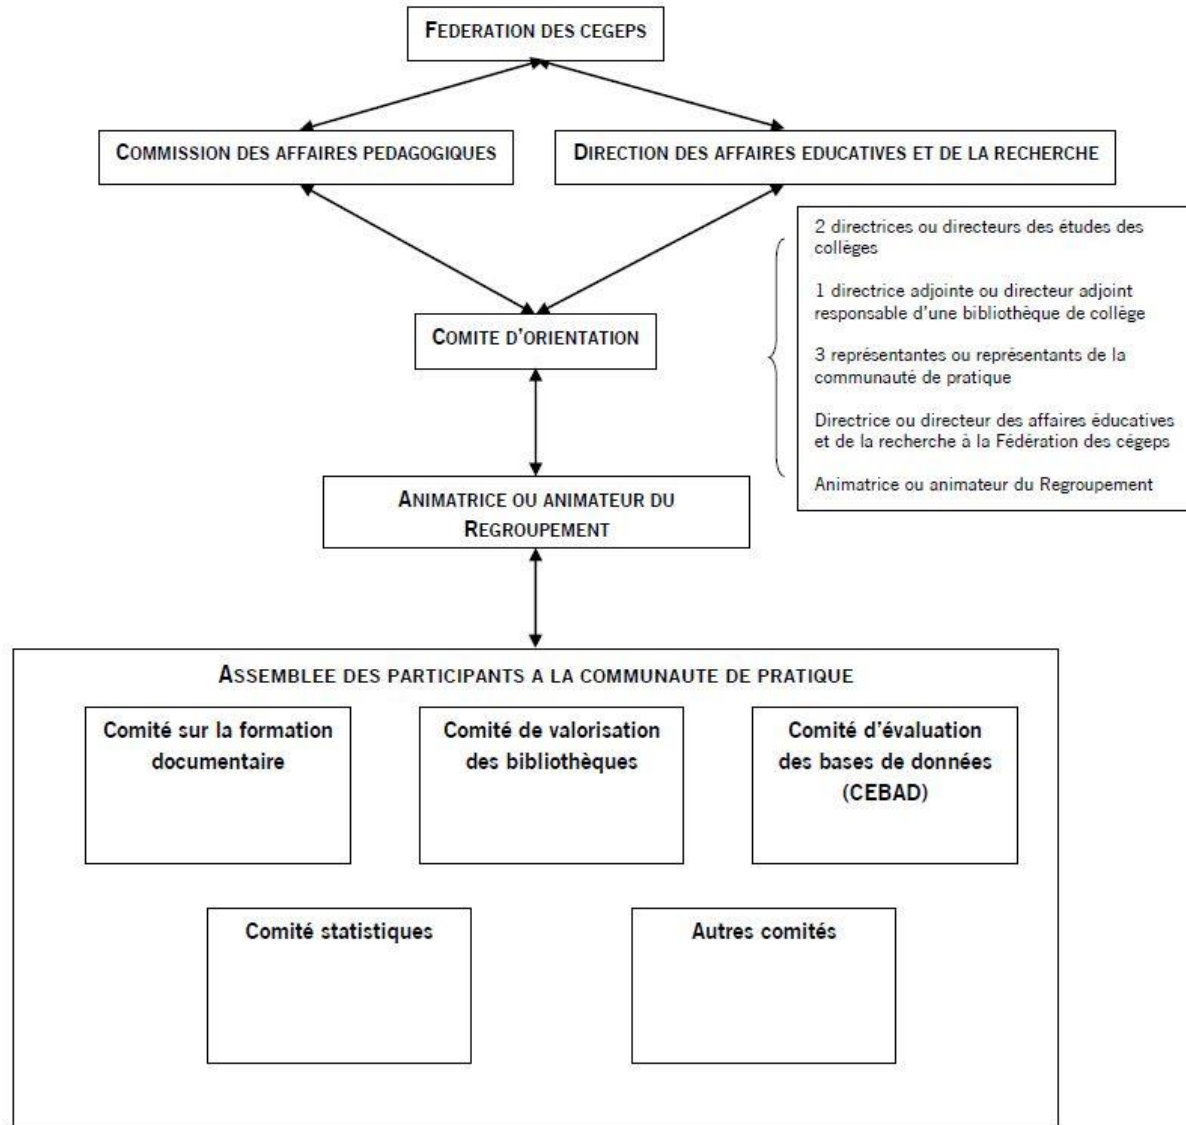 FEDERATION DES CEGEPS
COMMISSION DES AFFAIRES PEDAGOGIQUES
DIRECTION DES AFFAIRES EDUCATIVES ET DE LA RECHERCHE
2 directrices ou directeurs des études des
collèges
1 directrice adjointe ou directeur adjoint
responsable d'une bibliothèque de collège
3 représentantes ou représentants de la
communauté de pratique
Directrice ou directeur des affaires éducatives
et de la recherche à la Fédération des cégeps
Animatrice ou animateur du Regroupement
COMITE D'ORIENTATION
ANIMATRICE OU ANIMATEUR DU
REGROUPEMENT
ASSEMBLEE DES PARTICIPANTS A LA COMMUNAUTE DE PRATIQUE
Comité sur la formation
documentaire
Comité de valorisation
des bibliothèques
Comité d'évaluation
des bases de données
(CEBAD)
Comité statistiques
Autres comités